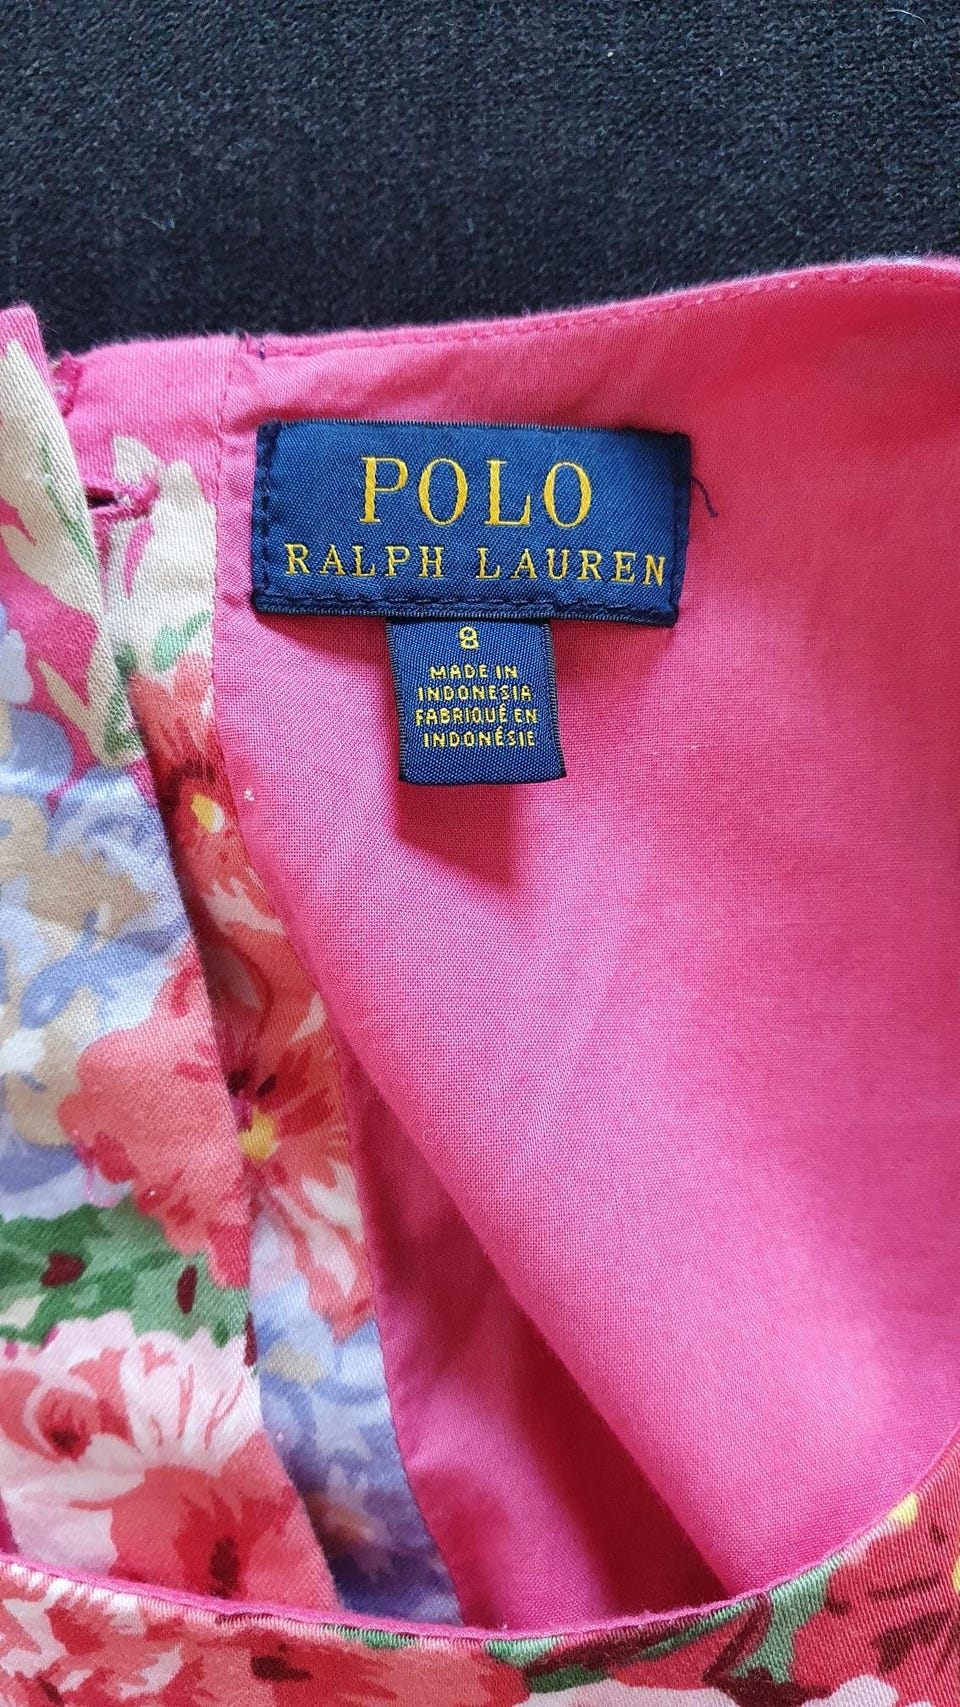 POLO
RALPH LAUREN
8
MADE IN
INDONESIA
FABRIQUÉ EN
INDONÉSIE